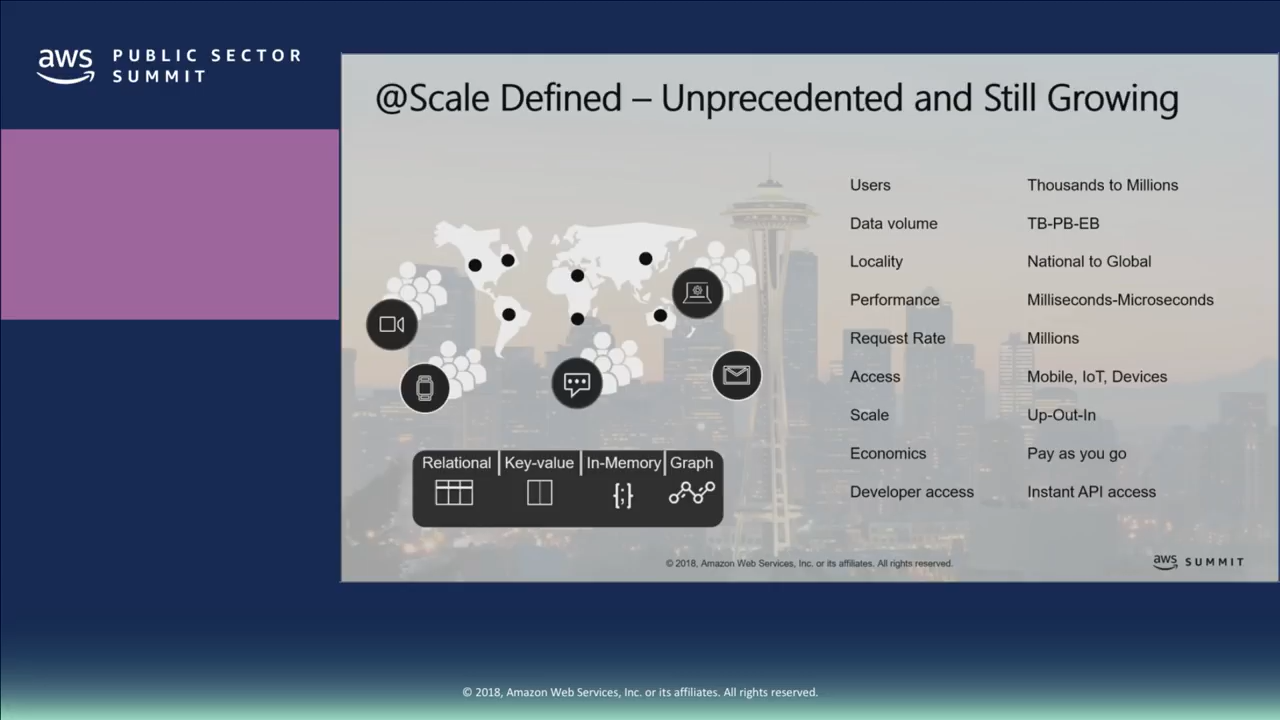 aws PUBLIC SECTOR
SUMMIT
@Scale Defined – Unprecedented and Still Growing
Users Thousands to Millions
Data volume TB-PB-EB
Locality National to Global
Performance Milliseconds-Microseconds
Request Rate Millions
Access Mobile, IoT, Devices
Scale Up-Out-In
Economics Pay as you go
Developer access Instant API access
Relational Key-value In-Memory Graph
{;}
© 2018, Amazon Web Services, Inc. or its affiliates. All rights reserved.
aws SUMMIT
© 2018, Amazon Web Services, Inc. or its affiliates. All rights reserved.